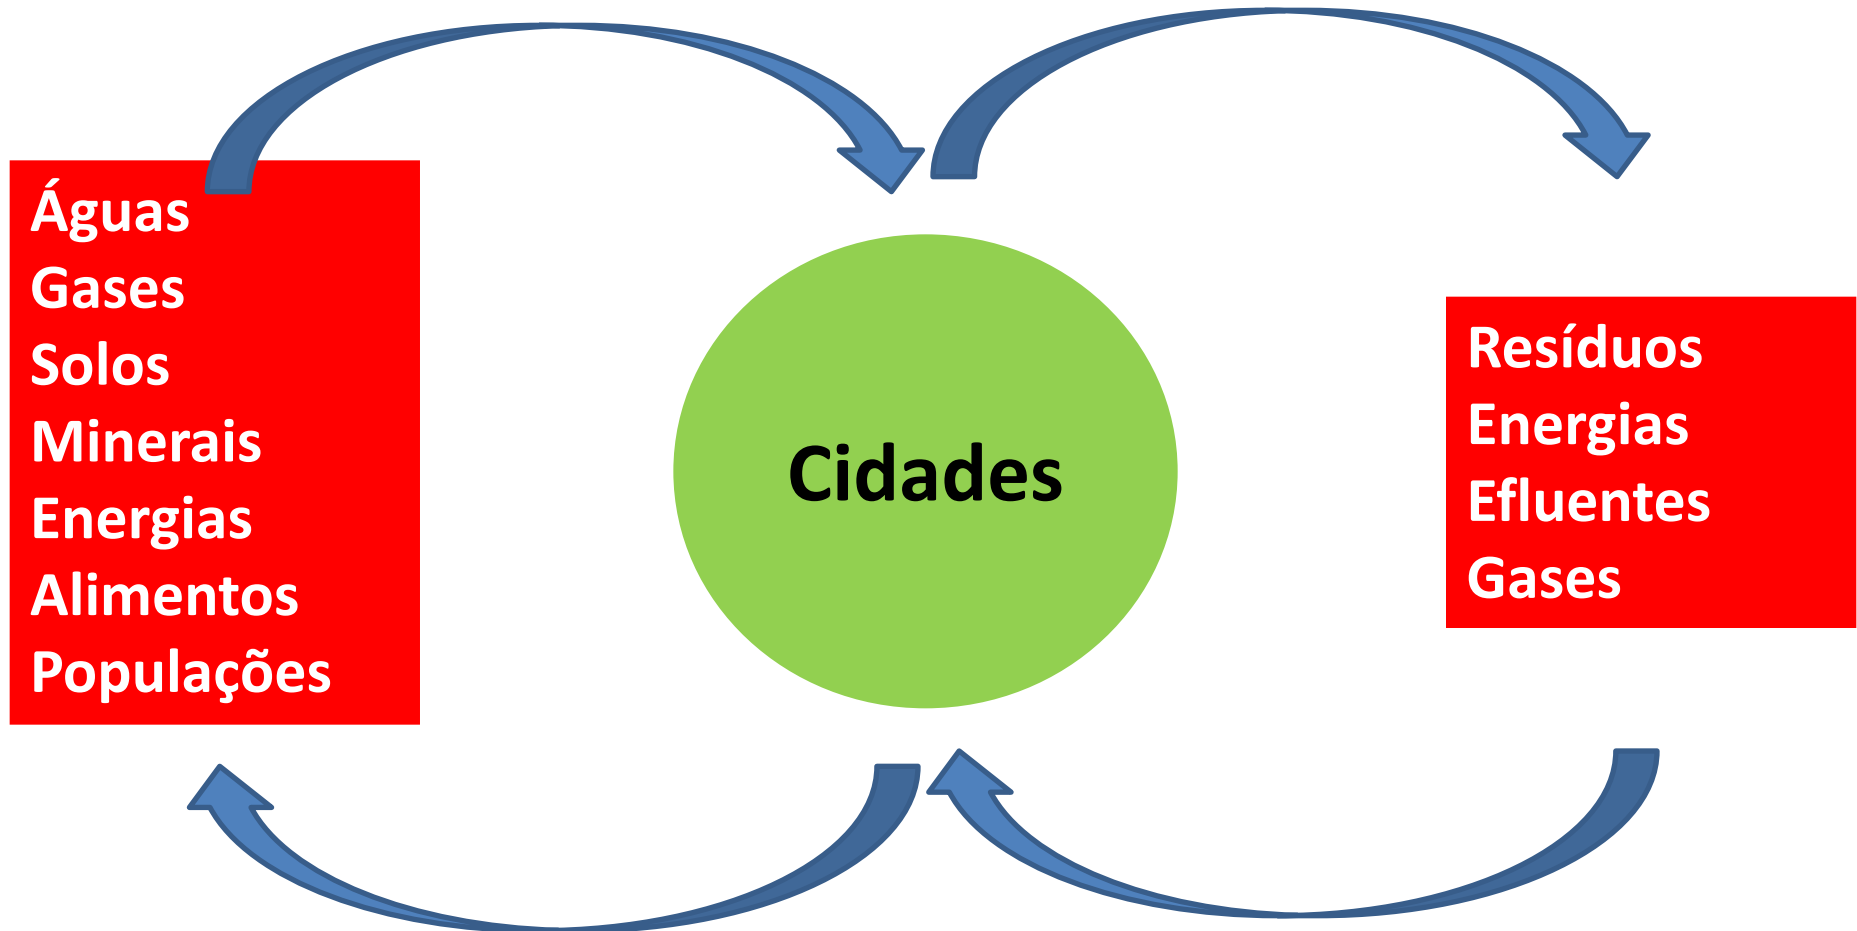 Águas
Gases
Solos
Minerais
Energias
Alimentos
Populações
Cidades
Resíduos
Energias
Efluentes
Gases